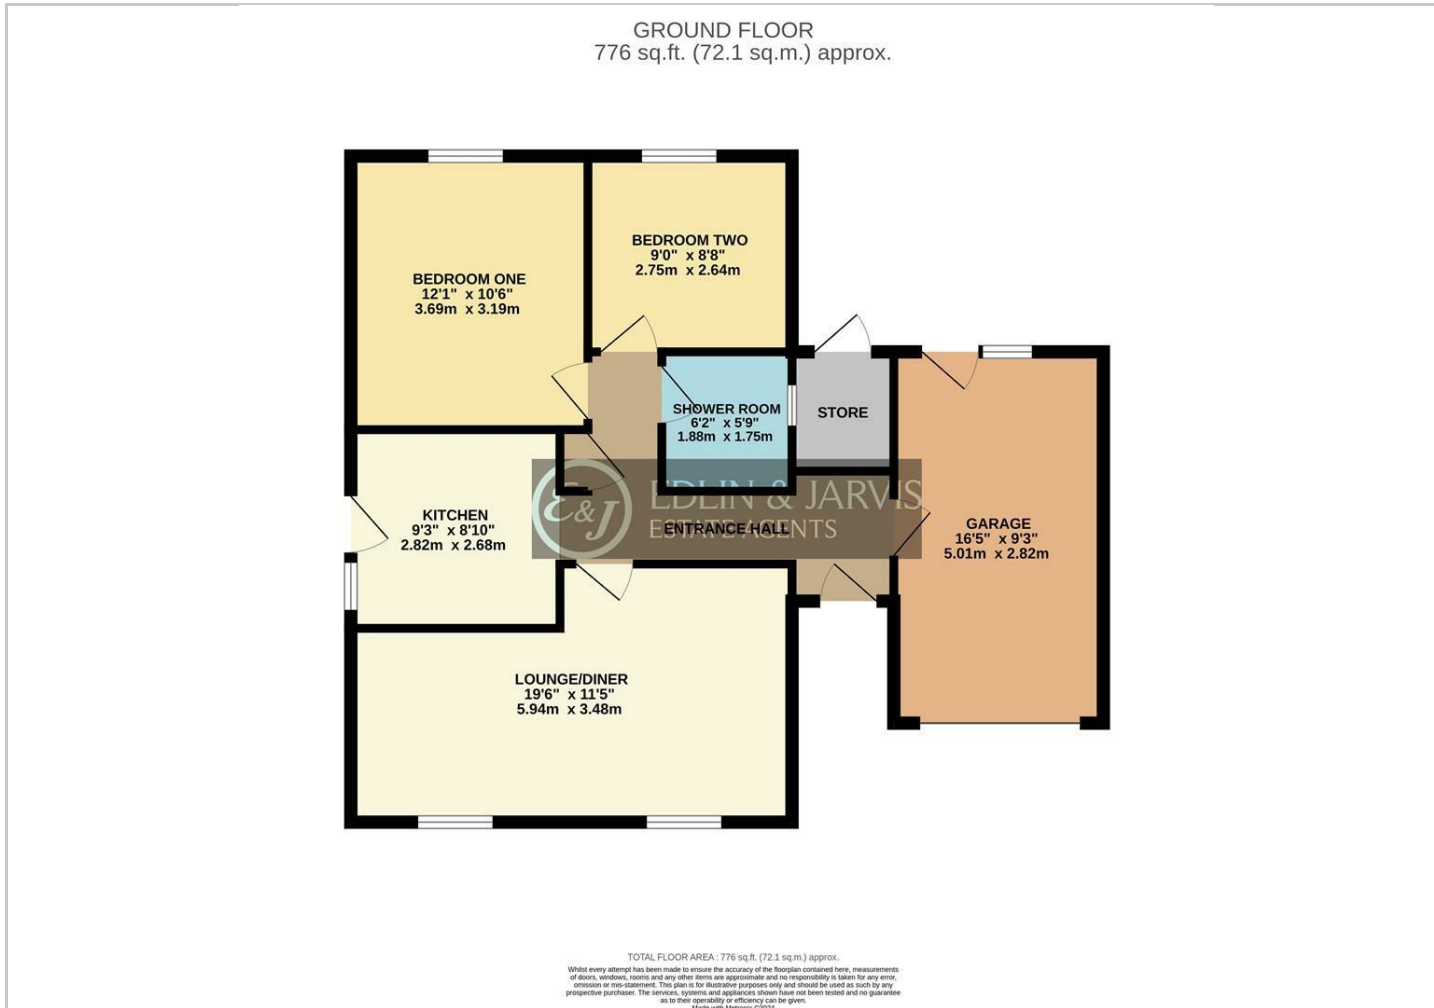 GROUND FLOOR
776 sq.ft. (72.1 sq.m.) approx.
BEDROOM ONE
12'1" x 10'6"
3.69m x 3.19m
BEDROOM TWO
9'0" x 8'8"
2.75m x 2.64m
SHOWER ROOM
6'2" x 5'9"
1.88m x 1.75m
STORE
KITCHEN
9'3" x 8'10"
2.82m x 2.68m
E&J
EDLIN & JARVIS
ESTATE AGENTS
ENTRANCE HALL
GARAGE
16'5" x 9'3"
5.01m x 2.82m
LOUNGE/DINER
19'6" x 11'5"
5.94m x 3.48m
TOTAL FLOOR AREA : 776 sq.ft. (72.1 sq.m.) approx.
Whilst every attempt has been made to ensure the accuracy of the floorplan contained here, measurements
of doors, windows, rooms and any other items are approximate and no responsibility is taken for any error,
omission or mis-statement. This plan is for illustrative purposes only and should be used as such by any
prospective purchaser. The services, systems and appliances shown have not been tested and no guarantee
as to their operability or efficiency can be given.
Made with Metropix ©2024